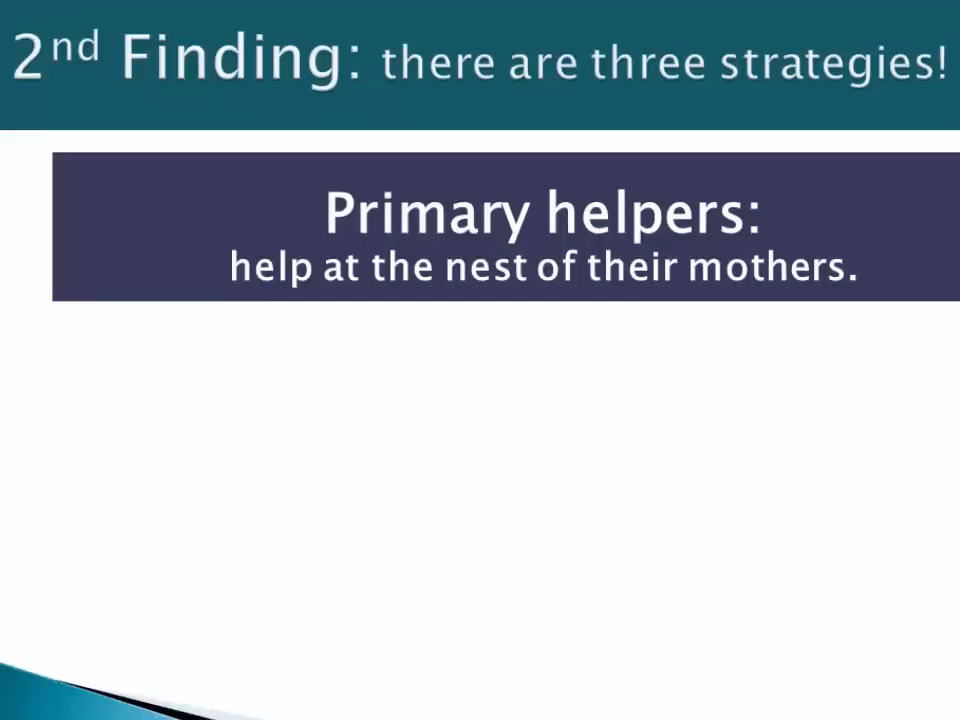 2nd Finding: there are three strategies!
Primary helpers:
help at the nest of their mothers.